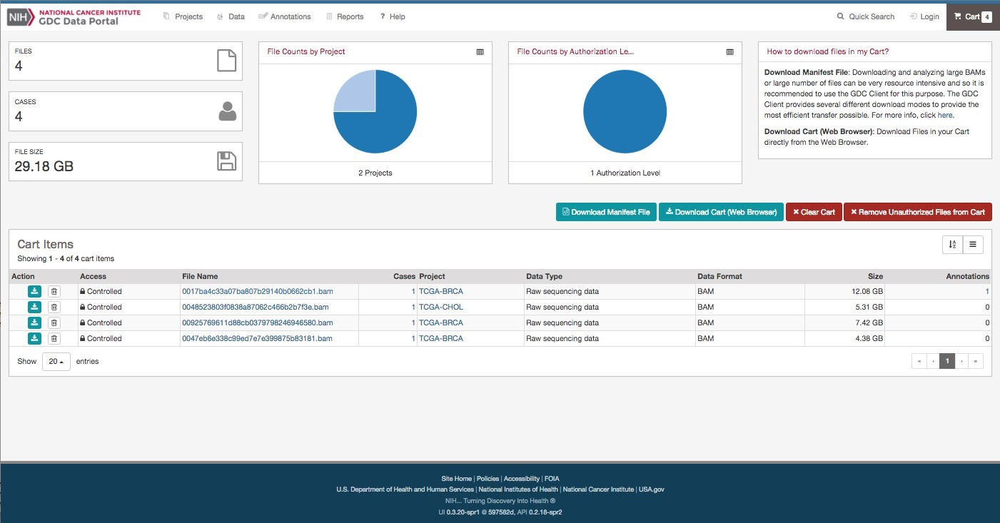 NIH NATIONAL CANCER INSTITUTE
GDC Data Portal
Projects Data Annotations Reports ? Help Quick Search Login Cart 4
FILES
4
CASES
4
FILE SIZE
29.18 GB
File Counts by Project
2 Projects
File Counts by Authorization Le...
1 Authorization Level
How to download files in my Cart?
Download Manifest File: Downloading and analyzing large BAMs
or large number of files can be very resource intensive and so it is
recommended to use the GDC Client for this purpose. The GDC
Client provides several different download modes to provide the
most efficient transfer possible. For more info, click here.
Download Cart (Web Browser): Download Files in your Cart
directly from the Web Browser.
Download Manifest File Download Cart (Web Browser) Clear Cart Remove Unauthorized Files from Cart
Cart Items
Showing 1 - 4 of 4 cart items
Action Access File Name Cases Project Data Type Data Format Size Annotations
Controlled 0017ba4c33a07ba807b29140b0662cb1.bam 1 TCGA-BRCA Raw sequencing data BAM 12.08 GB 1
Controlled 0048523803f0838a87062c466b2b7f3e.bam 1 TCGA-CHOL Raw sequencing data BAM 5.31 GB 0
Controlled 00925769611d88cb0379798246946580.bam 1 TCGA-BRCA Raw sequencing data BAM 7.42 GB 0
Controlled 0047eb6e338c99ed7e7e399875b83181.bam 1 TCGA-BRCA Raw sequencing data BAM 4.38 GB 0
Show 20 entries « ‹ 1 › »
Site Home | Policies | Accessibility | FOIA
U.S. Department of Health and Human Services | National Institutes of Health | National Cancer Institute | USA.gov
NIH... Turning Discovery Into Health ®
UI 0.3.20-spr1 @ 597582d, API 0.2.18-spr2